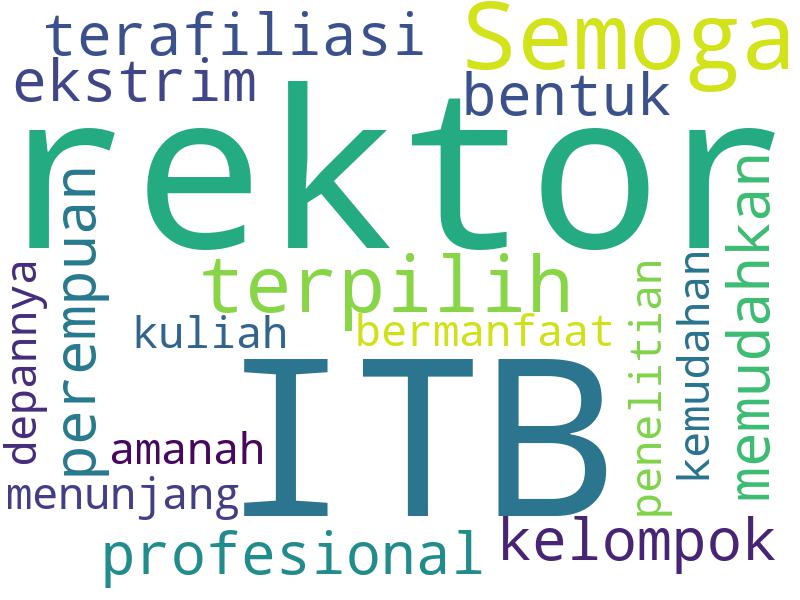 terafiliasi
Semoga
ekstrim
bentuk
rektor
perempuan
memudahkan
depannya
terpilih
penelitian
kemudahan
kuliah
bermanfaat
ITB
amanah
menunjang
profesional
kelompok